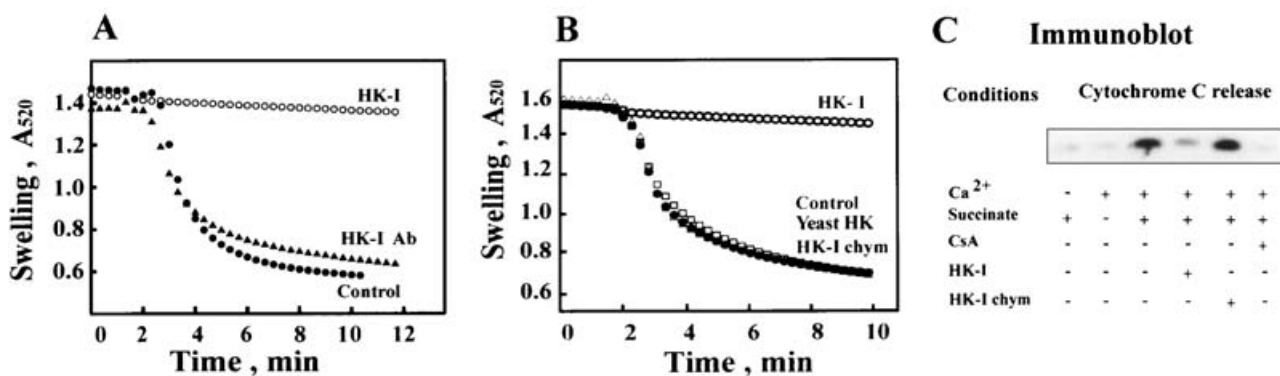 A
Swelling , A520
1.4
1.2
1.0
0.8
0.6
HK-I
HK-I Ab
Control
0 2 4 6 8 10 12
Time , min
B
Swelling , A520
1.6
1.4
1.2
1.0
0.8
0.6
HK- I
Control
Yeast HK
HK-I chym
0 2 4 6 8 10
Time , min
C Immunoblot
Conditions Cytochrome C release
Ca 2+ - + + + + +
Succinate + - + + + +
CsA - - - - - +
HK-I - - - + - -
HK-I chym - - - - + -